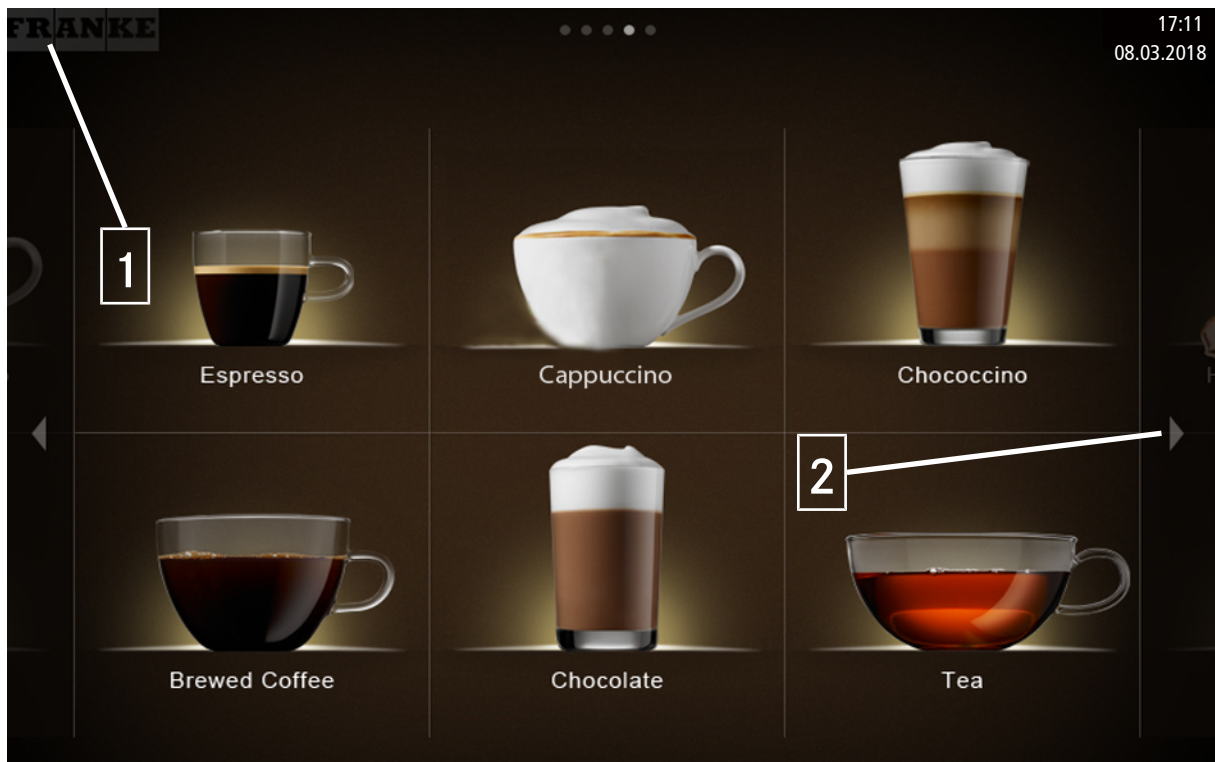 FRANKE
17:11
08.03.2018
1
Espresso
Cappuccino
Chococcino
2
Brewed Coffee
Chocolate
Tea